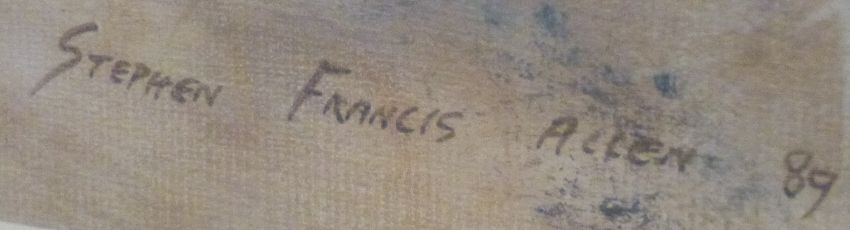 STEPHEN FRANCIS ALLEN 89